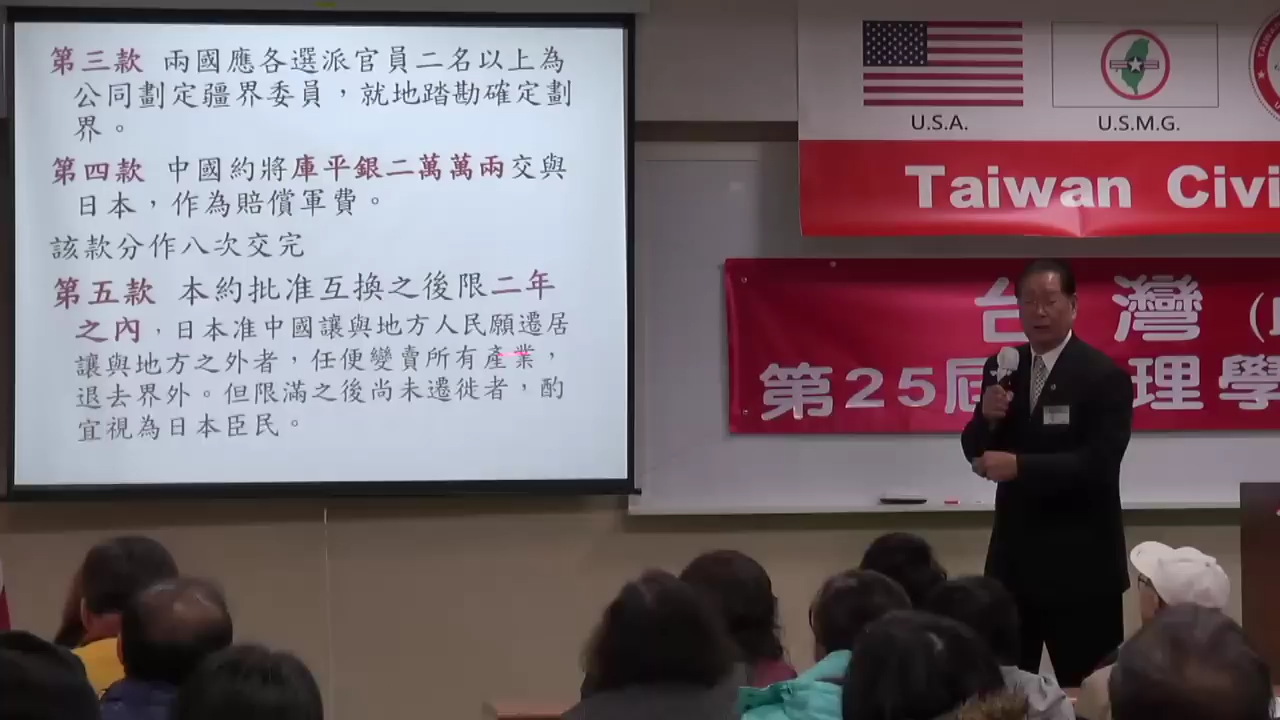 第三款 兩國應各選派官員二名以上為
公同劃定疆界委員，就地踏勘確定劃
界。
第四款 中國約將庫平銀二萬萬兩交與
日本，作為賠償軍費。
該款分作八次交完
第五款 本約批准互換之後限二年
之內，日本准中國讓與地方人民願遷居
讓與地方之外者，任便變賣所有產業，
退去界外。但限滿之後尚未遷徙者，酌
宜視為日本臣民。
U.S.A.
U.S.M.G.
Taiwan Civi
台灣
第25屆 理學